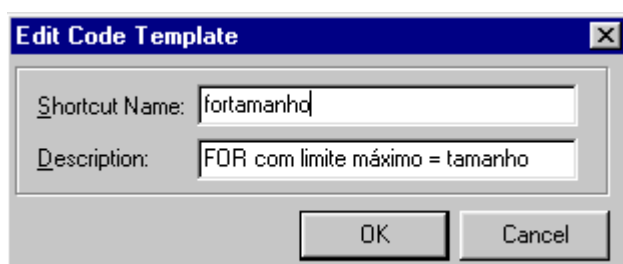 Edit Code Template
Shortcut Name: fortamanho
Description: FOR com limite máximo = tamanho
OK Cancel